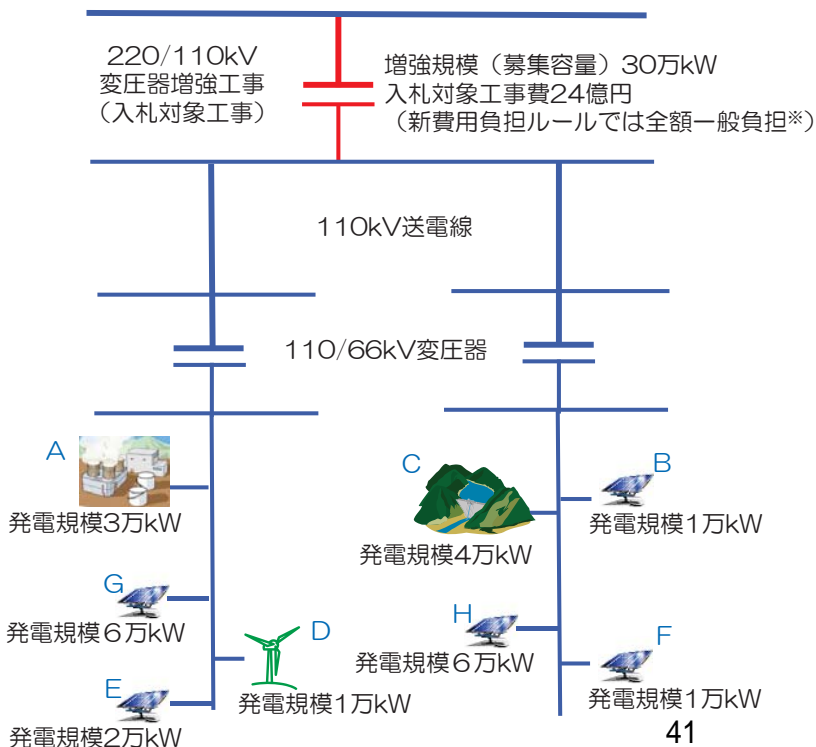 220/110kV
変圧器増強工事
（入札対象工事）
増強規模（募集容量）30万kW
入札対象工事費24億円
（新費用負担ルールでは全額一般負担※）
110kV送電線
110/66kV変圧器
A
発電規模3万kW
C
発電規模4万kW
B
発電規模1万kW
G
発電規模6万kW
D
発電規模1万kW
E
発電規模2万kW
H
発電規模6万kW
F
発電規模1万kW
41